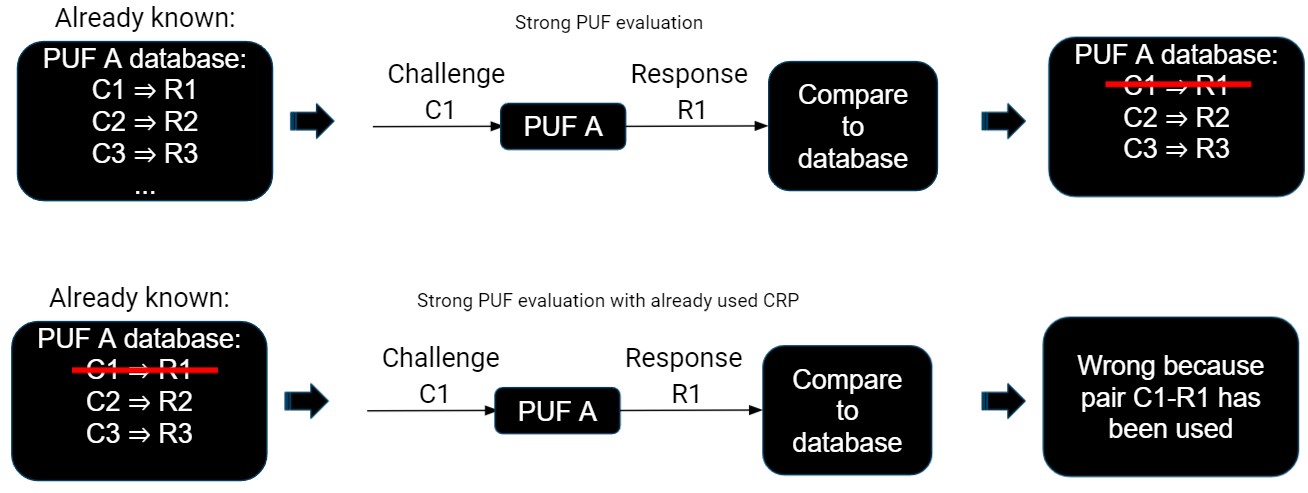 Already known:
PUF A database:
C1 ⇒ R1
C2 ⇒ R2
C3 ⇒ R3
...
Strong PUF evaluation
Challenge
C1
PUF A
Response
R1
Compare
to
database
PUF A database:
C1 ⇒ R1
C2 ⇒ R2
C3 ⇒ R3
Already known:
PUF A database:
C1 ⇒ R1
C2 ⇒ R2
C3 ⇒ R3
Strong PUF evaluation with already used CRP
Challenge
C1
PUF A
Response
R1
Compare
to
database
Wrong because
pair C1-R1 has
been used